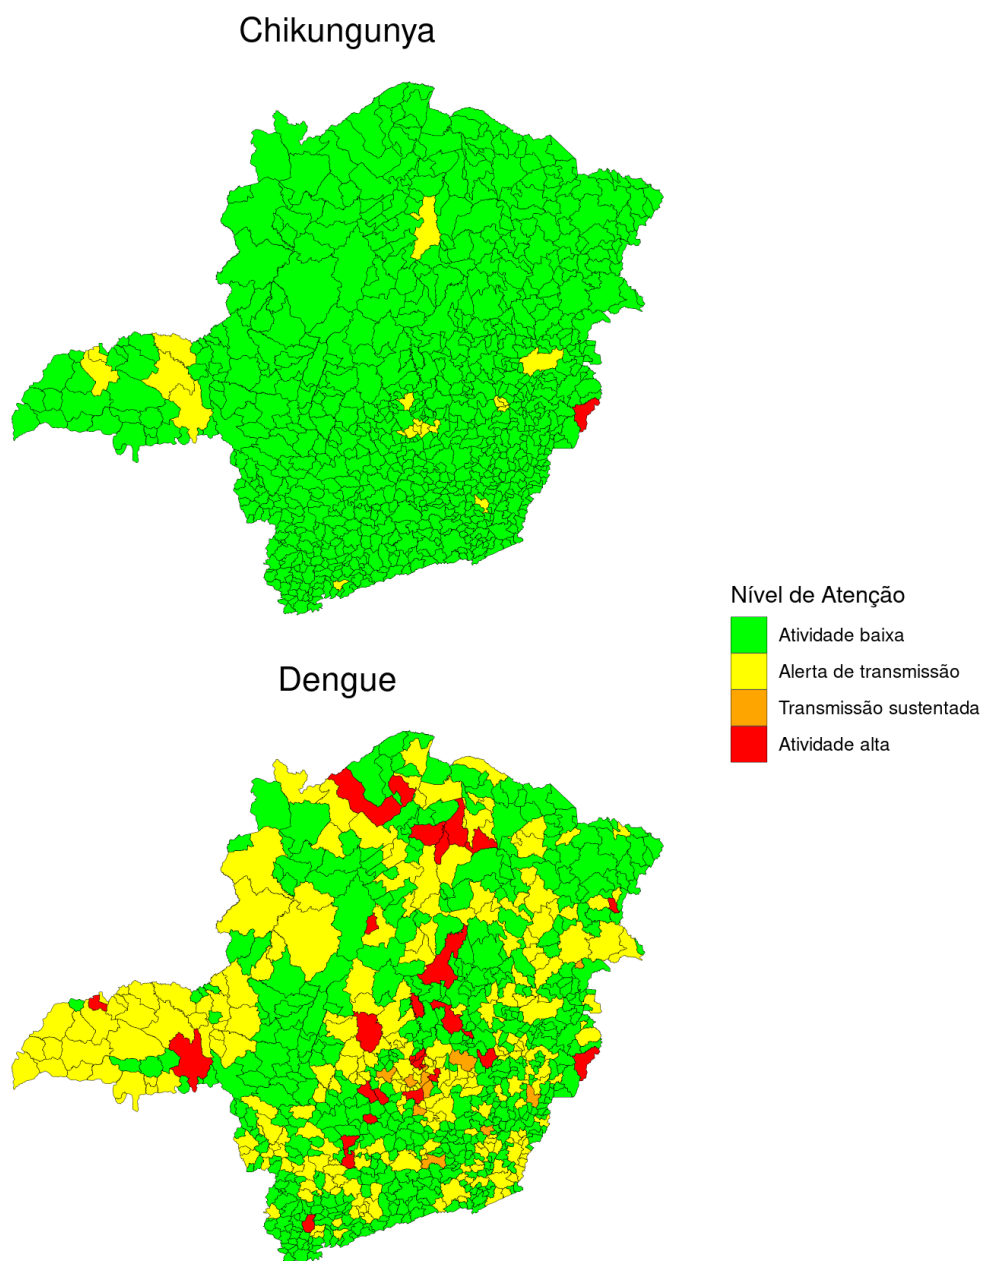 Chikungunya
Nível de Atenção
Atividade baixa
Alerta de transmissão
Transmissão sustentada
Atividade alta
Dengue